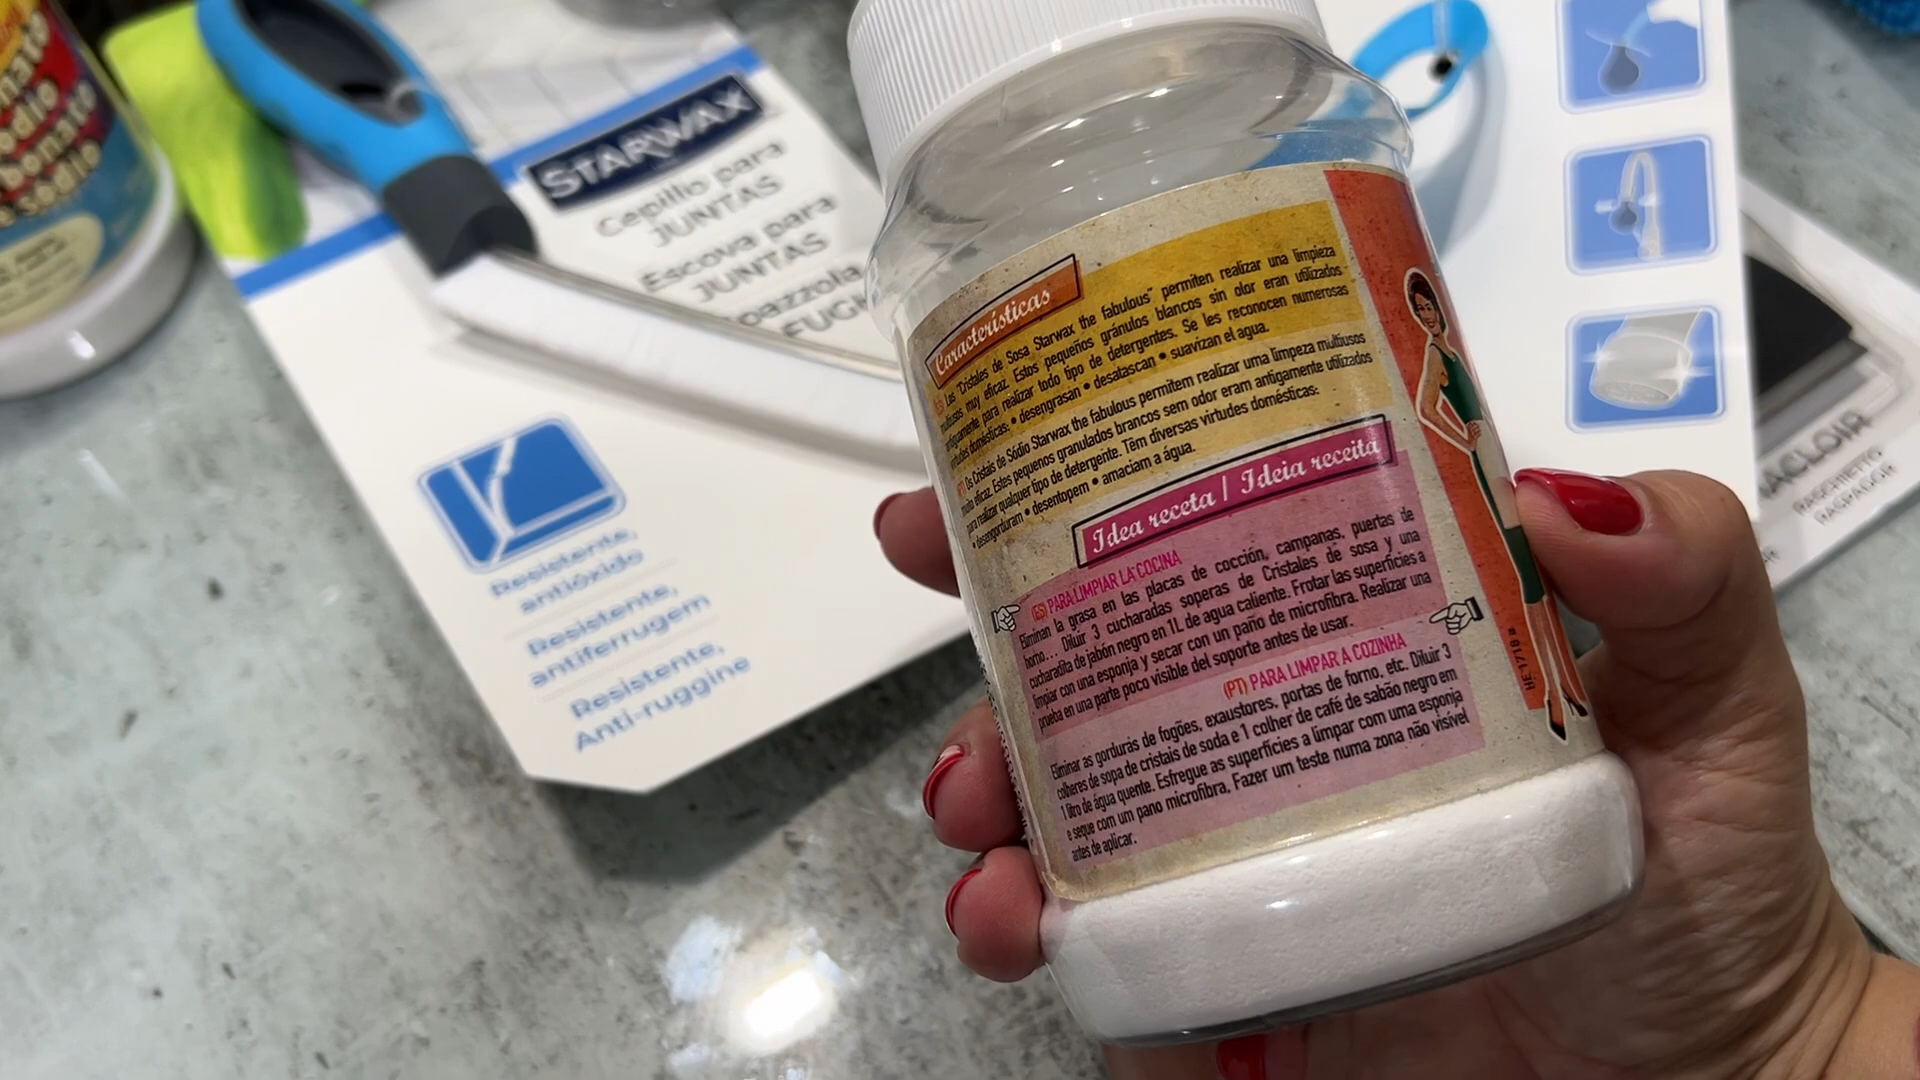 STARWAX
Cepillo para
JUNTAS
Escova para
JUNTAS
Resistente,
antióxido
Resistente,
antiferrugem
Resistente,
Anti-ruggine
RASCHIETTO
RASPADOR
Características
Los "Cristales de Sosa Starwax the fabulous" permiten realizar una limpieza
multiusos muy eficaz. Estos pequeños gránulos blancos sin olor eran utilizados
antiguamente para realizar todo tipo de detergentes. Se les reconocen numerosas
virtudes domésticas: • desengrasan • desatascan • suavizan el agua.
Os Cristais de Sódio Starwax the fabulous permitem realizar uma limpeza multiusos
muito eficaz. Estes pequenos granulados brancos sem odor eram antigamente utilizados
para realizar qualquer tipo de detergente. Têm diversas virtudes domésticas:
• desengorduram • desentopem • amaciam a água.
Idea receta / Ideia receita
(ES) PARA LIMPIAR LA COCINA
Eliminan la grasa en las placas de cocción, campanas, puertas de
horno... Diluir 3 cucharadas soperas de Cristales de sosa y una
cucharadita de jabón negro en 1L de agua caliente. Frotar las superficies a
limpiar con una esponja y secar con un paño de microfibra. Realizar una
prueba en una parte poco visible del soporte antes de usar.
(PT) PARA LIMPAR A COZINHA
Eliminar as gorduras de fogões, exaustores, portas de forno, etc. Diluir 3
colheres de sopa de cristais de soda e 1 colher de café de sabão negro em
1 litro de água quente. Esfregue as superfícies a limpar com uma esponja
e seque com um pano microfibra. Fazer um teste numa zona não visível
antes de aplicar.